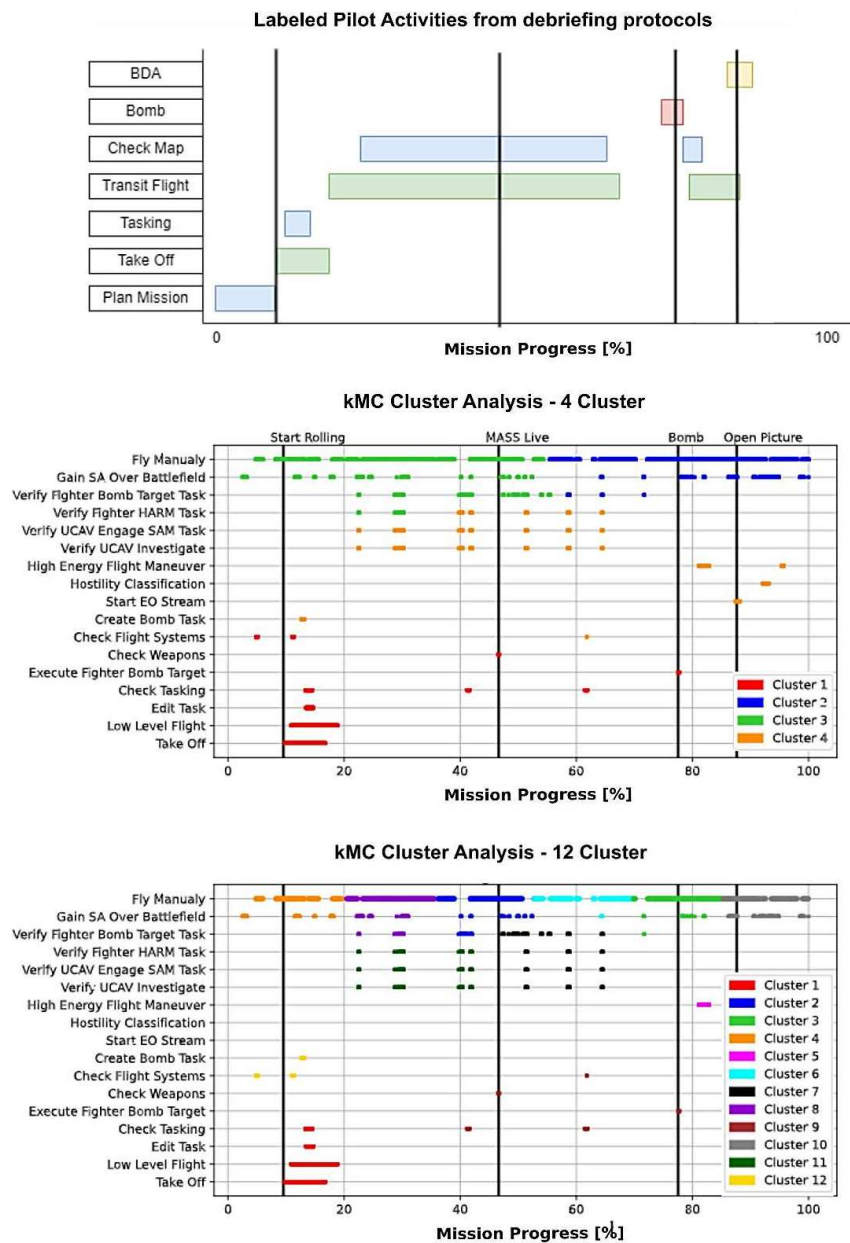 Labeled Pilot Activities from debriefing protocols
BDA
Bomb
Check Map
Transit Flight
Tasking
Take Off
Plan Mission
0
100
Mission Progress [%]
kMC Cluster Analysis - 4 Cluster
Start Rolling
MASS Live
Bomb
Open Picture
Fly Manualy
Gain SA Over Battlefield
Verify Fighter Bomb Target Task
Verify Fighter HARM Task
Verify UCAV Engage SAM Task
Verify UCAV Investigate
High Energy Flight Maneuver
Hostility Classification
Start EO Stream
Create Bomb Task
Check Flight Systems
Check Weapons
Execute Fighter Bomb Target
Check Tasking
Edit Task
Low Level Flight
Take Off
Cluster 1
Cluster 2
Cluster 3
Cluster 4
0 20 40 60 80 100
Mission Progress [%]
kMC Cluster Analysis - 12 Cluster
Fly Manualy
Gain SA Over Battlefield
Verify Fighter Bomb Target Task
Verify Fighter HARM Task
Verify UCAV Engage SAM Task
Verify UCAV Investigate
High Energy Flight Maneuver
Hostility Classification
Start EO Stream
Create Bomb Task
Check Flight Systems
Check Weapons
Execute Fighter Bomb Target
Check Tasking
Edit Task
Low Level Flight
Take Off
Cluster 1
Cluster 2
Cluster 3
Cluster 4
Cluster 5
Cluster 6
Cluster 7
Cluster 8
Cluster 9
Cluster 10
Cluster 11
Cluster 12
0 20 40 60 80 100
Mission Progress [%]